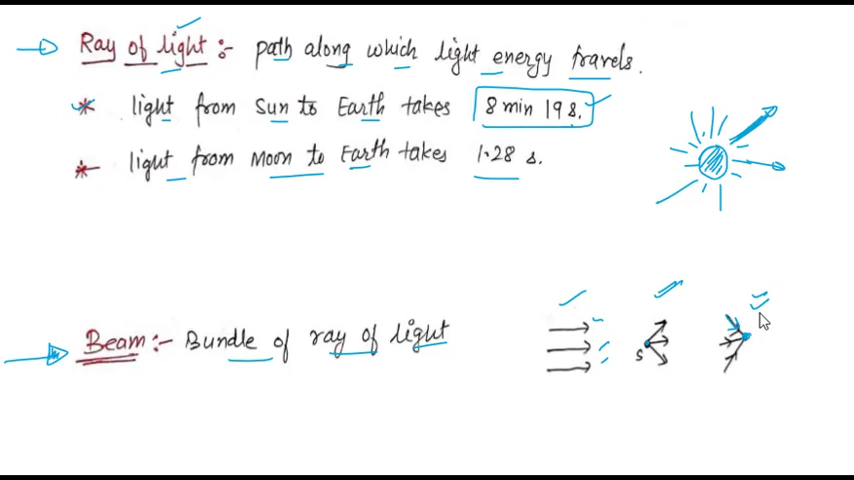 Ray of light :- path along which light energy travels.
* light from Sun to Earth takes 8 min 19 s.
* light from Moon to Earth takes 1.28 s.
Beam :- Bundle of ray of light
S